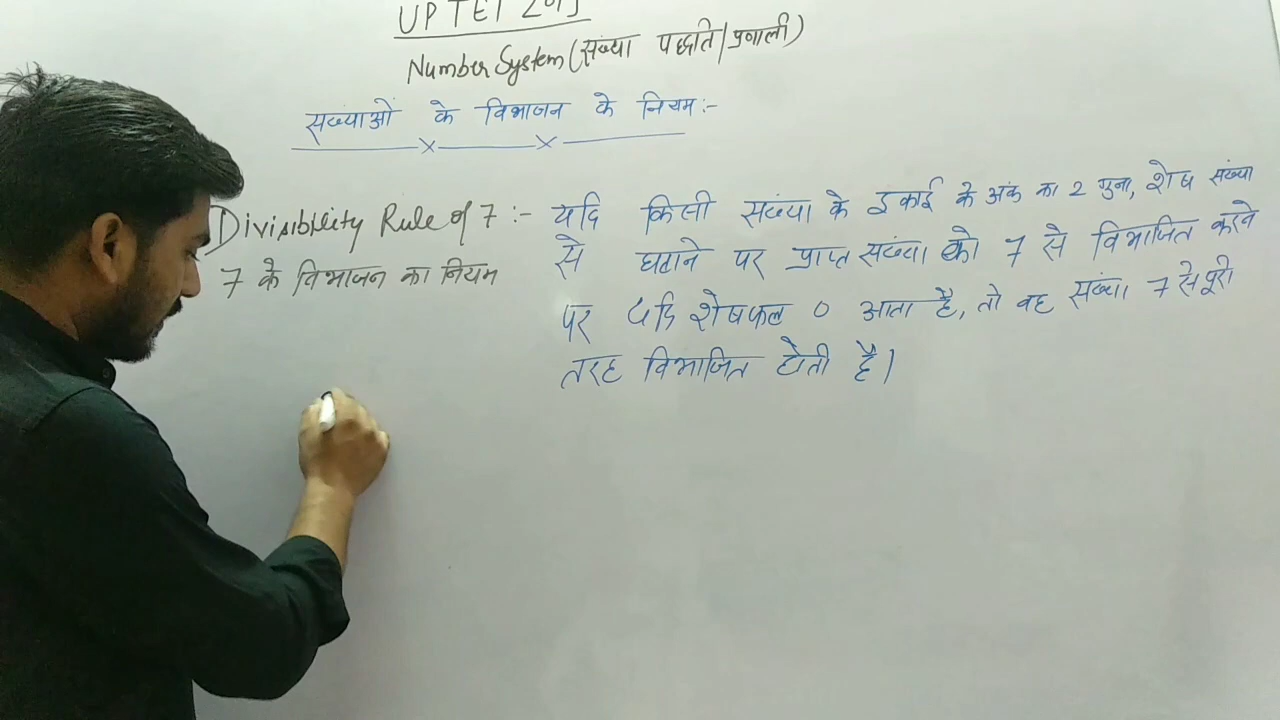 UPTET
Number System (संख्या पद्धति/प्रणाली)
संख्याओं के विभाजन के नियम:-
Divisibility Rule of 7 :- यदि किसी संख्या के इकाई के अंक का 2 गुना, शेष संख्या
7 के विभाजन का नियम से घटाने पर प्राप्त संख्या को 7 से विभाजित करने
पर यदि शेषफल 0 आता है, तो वह संख्या 7 से पूरी
तरह विभाजित होती है।